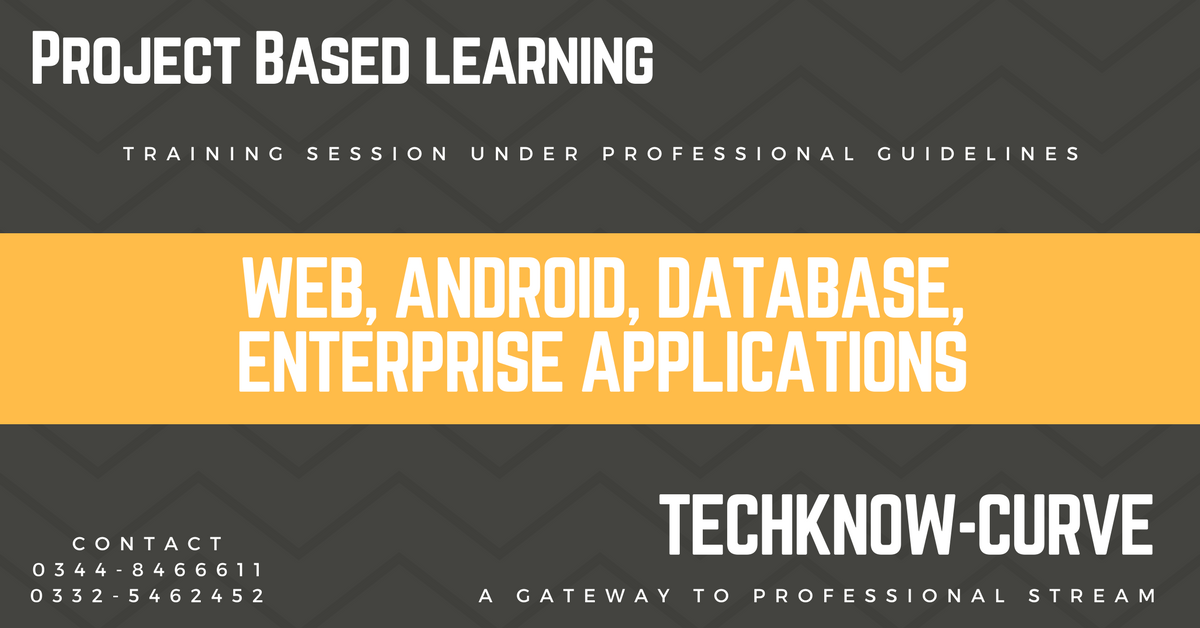 Project Based Learning
TRAINING SESSION UNDER PROFESSIONAL GUIDELINES
WEB, ANDROID, DATABASE,
ENTERPRISE APPLICATIONS
TECHKNOW-CURVE
A GATEWAY TO PROFESSIONAL STREAM
CONTACT
0344-8466611
0332-5462452